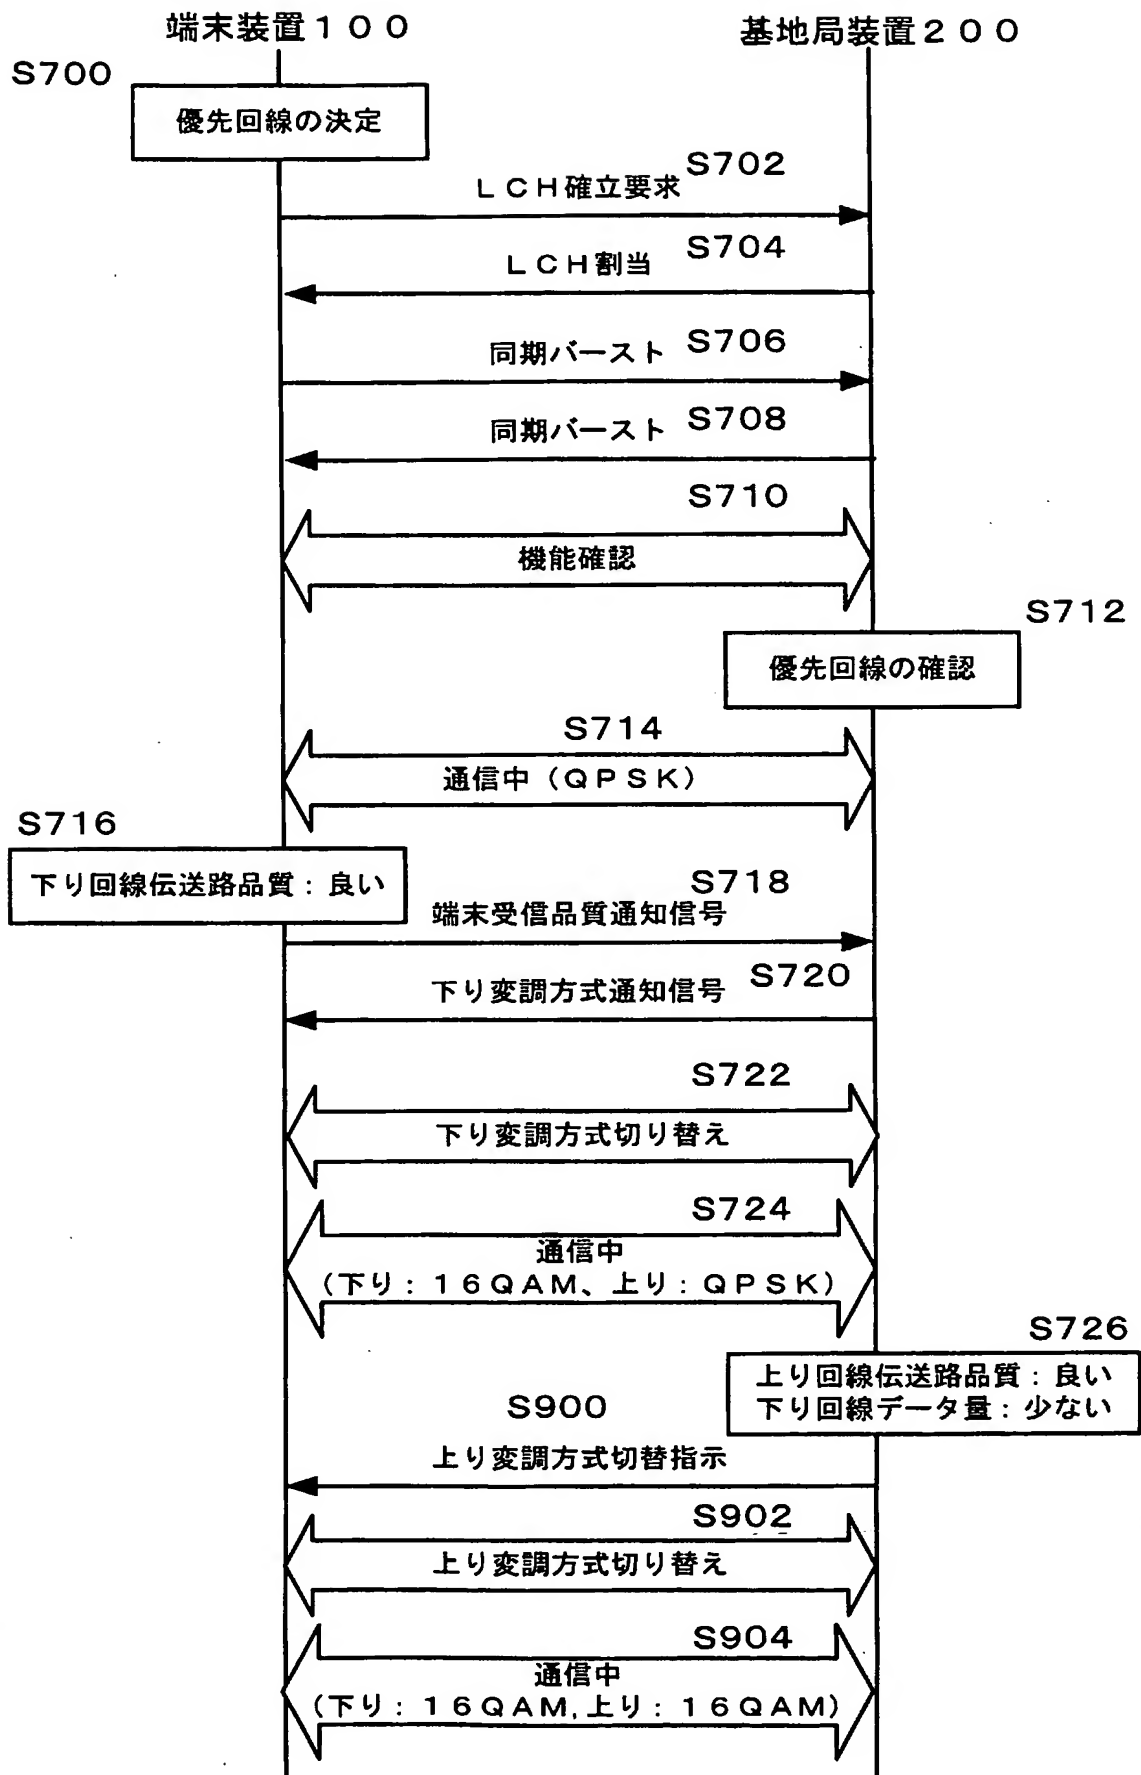 端末装置１００
基地局装置２００
S700
優先回線の決定
S702
ＬＣＨ確立要求
S704
ＬＣＨ割当
S706
同期バースト
S708
同期バースト
S710
機能確認
S712
優先回線の確認
S714
通信中（ＱＰＳＫ）
S716
下り回線伝送路品質：良い
S718
端末受信品質通知信号
S720
下り変調方式通知信号
S722
下り変調方式切り替え
S724
通信中
（下り：１６ＱＡＭ、上り：ＱＰＳＫ）
S726
上り回線伝送路品質：良い
下り回線データ量：少ない
S900
上り変調方式切替指示
S902
上り変調方式切り替え
S904
通信中
（下り：１６ＱＡＭ,上り：１６ＱＡＭ）